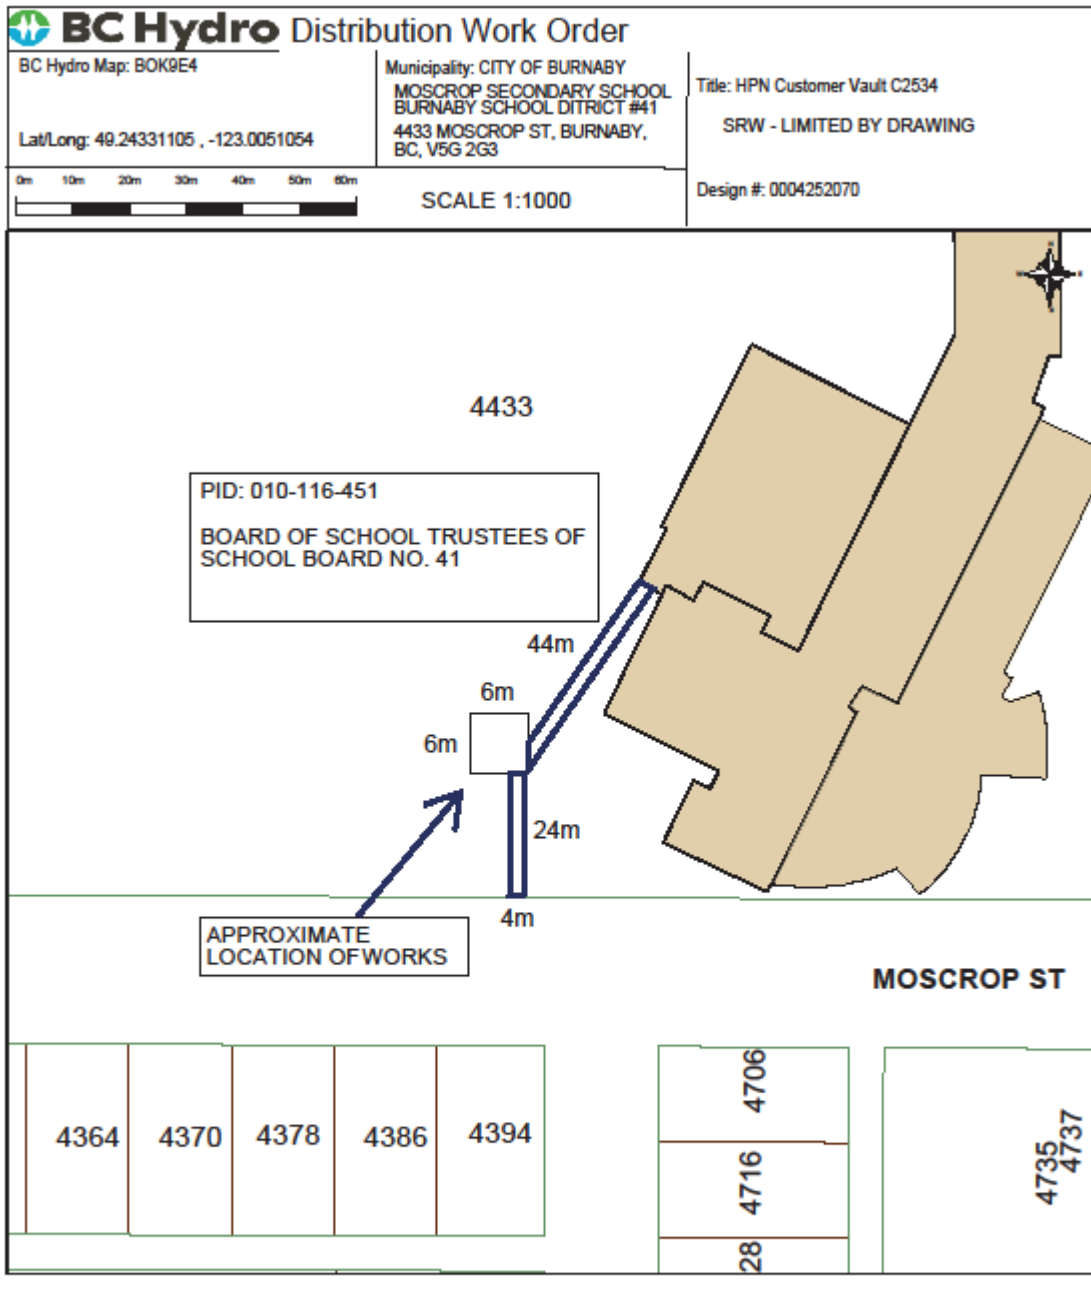 BC Hydro Distribution Work Order
BC Hydro Map: BOK9E4
Lat/Long: 49.24331105 , -123.0051054
Municipality: CITY OF BURNABY
MOSCROP SECONDARY SCHOOL
BURNABY SCHOOL DITRICT #41
4433 MOSCROP ST, BURNABY,
BC, V5G 2G3
Title: HPN Customer Vault C2534
SRW - LIMITED BY DRAWING
Design #: 0004252070
0m 10m 20m 30m 40m 50m 60m
SCALE 1:1000
4433
PID: 010-116-451
BOARD OF SCHOOL TRUSTEES OF
SCHOOL BOARD NO. 41
44m
6m
6m
24m
4m
APPROXIMATE
LOCATION OF WORKS
MOSCROP ST
4364
4370
4378
4386
4394
4706
4716
28
4735
4737